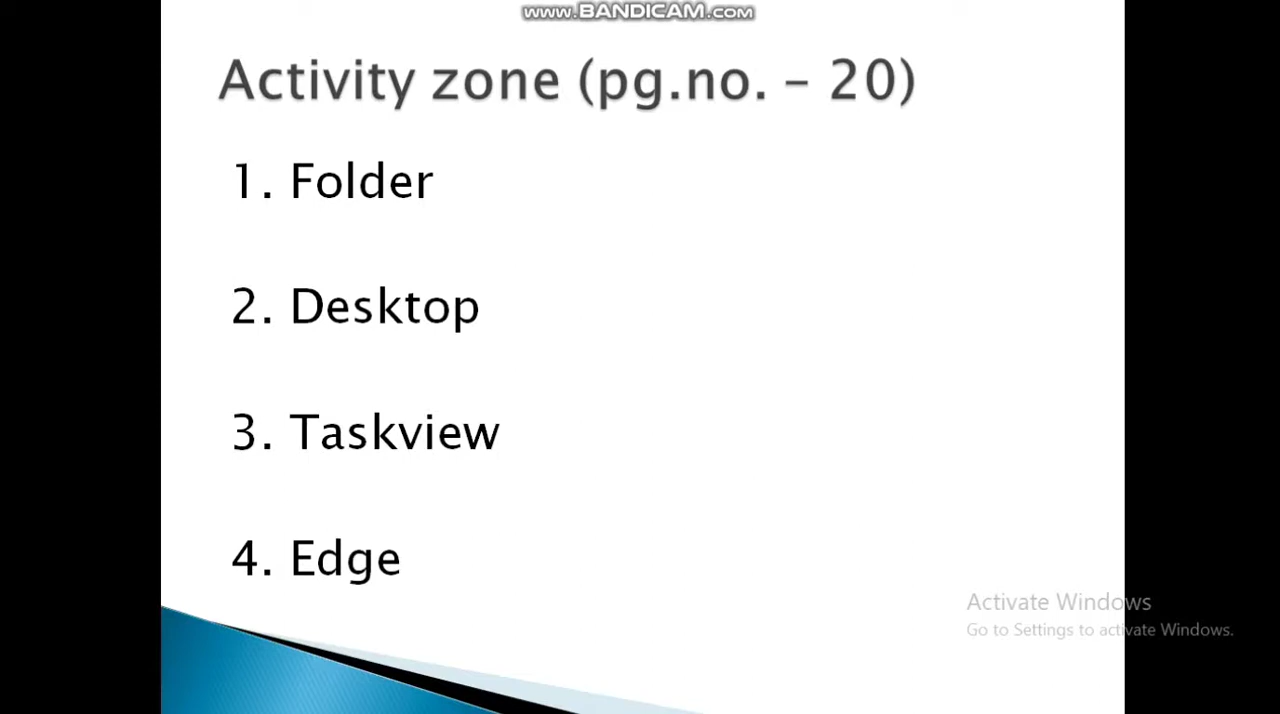 www.BANDICAM.com
Activity zone (pg.no. – 20)
1. Folder
2. Desktop
3. Taskview
4. Edge
Activate Windows
Go to Settings to activate Windows.